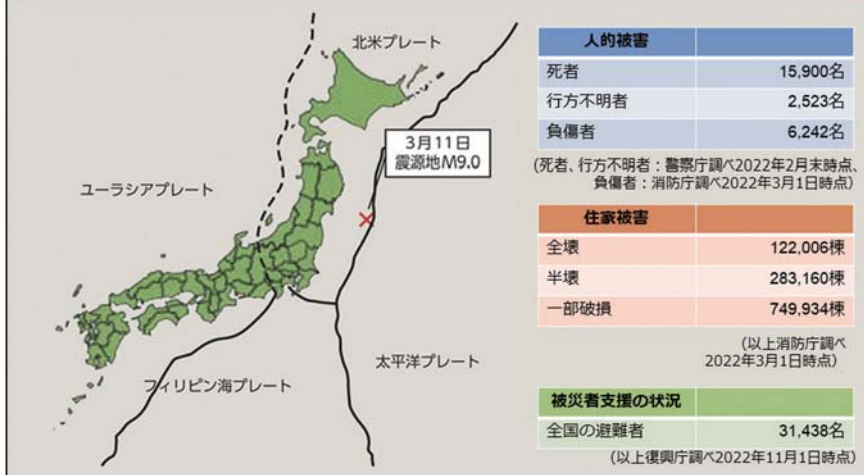 北米プレート
3月11日
震源地M9.0
ユーラシアプレート
太平洋プレート
フィリピン海プレート
人的被害
死者 15,900名
行方不明者 2,523名
負傷者 6,242名
(死者、行方不明者：警察庁調べ2022年2月末時点、
負傷者：消防庁調べ2022年3月1日時点)
住家被害
全壊 122,006棟
半壊 283,160棟
一部破損 749,934棟
(以上消防庁調べ
2022年3月1日時点)
被災者支援の状況
全国の避難者 31,438名
(以上復興庁調べ2022年11月1日時点)